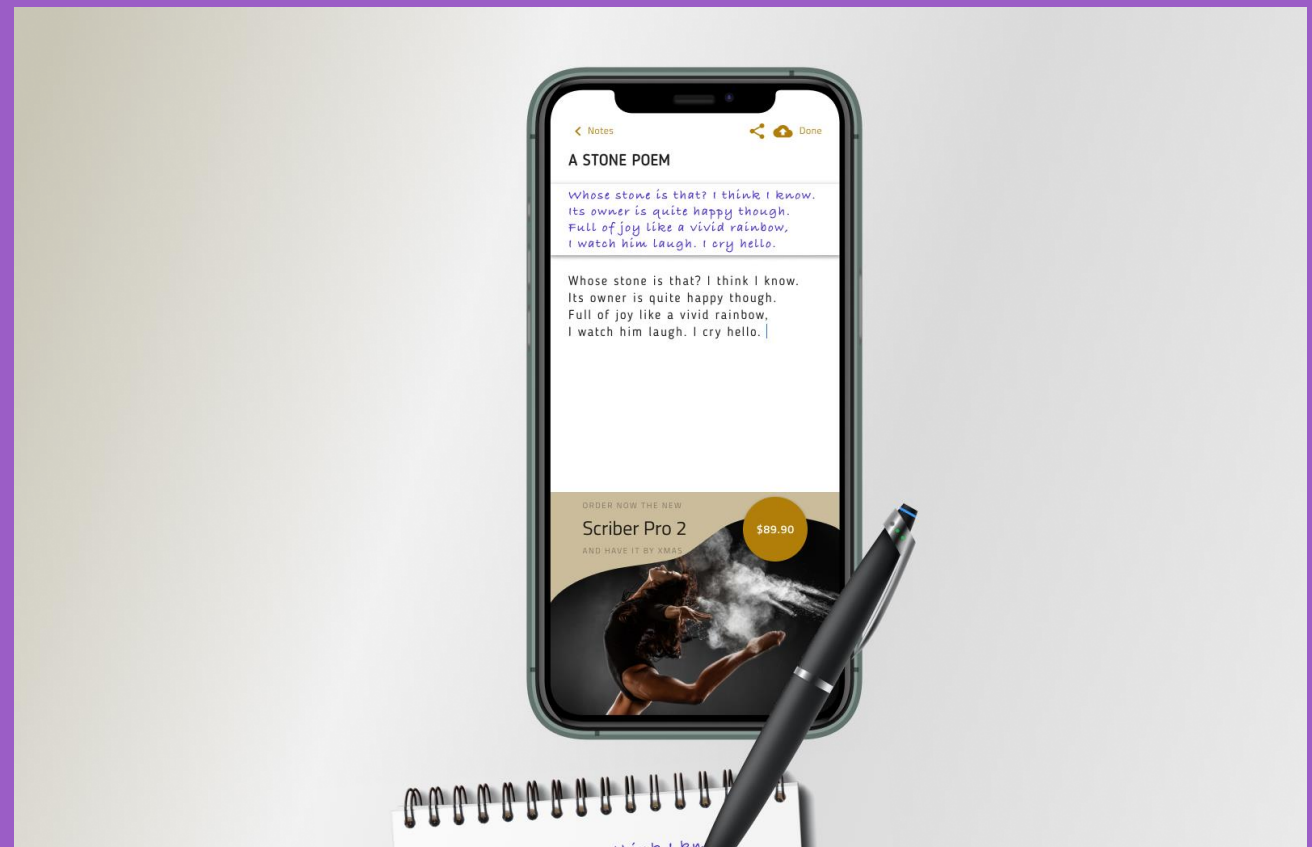 Notes
Done
A STONE POEM
Whose stone is that? I think I know.
Its owner is quite happy though.
Full of joy like a vivid rainbow,
I watch him laugh. I cry hello.
Whose stone is that? I think I know.
Its owner is quite happy though.
Full of joy like a vivid rainbow,
I watch him laugh. I cry hello.
ORDER NOW THE NEW
Scriber Pro 2
$89.90
AND HAVE IT BY XMAS